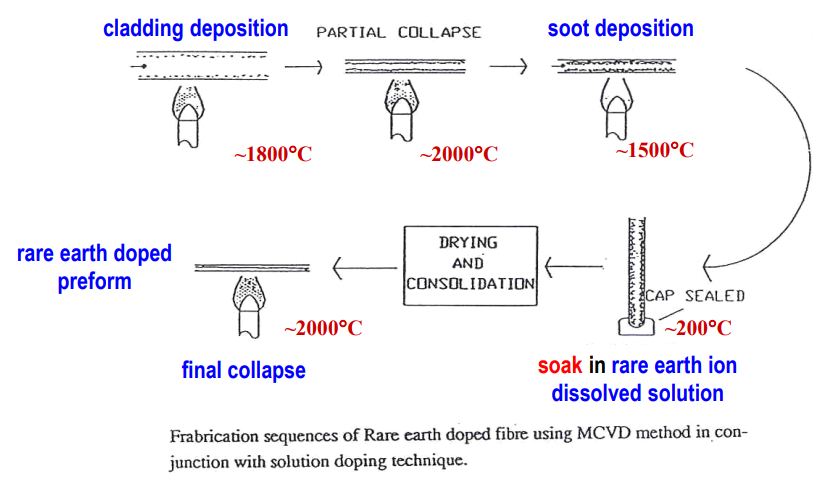 cladding deposition
PARTIAL COLLAPSE
soot deposition
~1800°C
~2000°C
~1500°C
rare earth doped
preform
~2000°C
final collapse
DRYING
AND
CONSOLIDATION
CAP SEALED
~200°C
soak in rare earth ion
dissolved solution
Frabrication sequences of Rare earth doped fibre using MCVD method in con-
junction with solution doping technique.